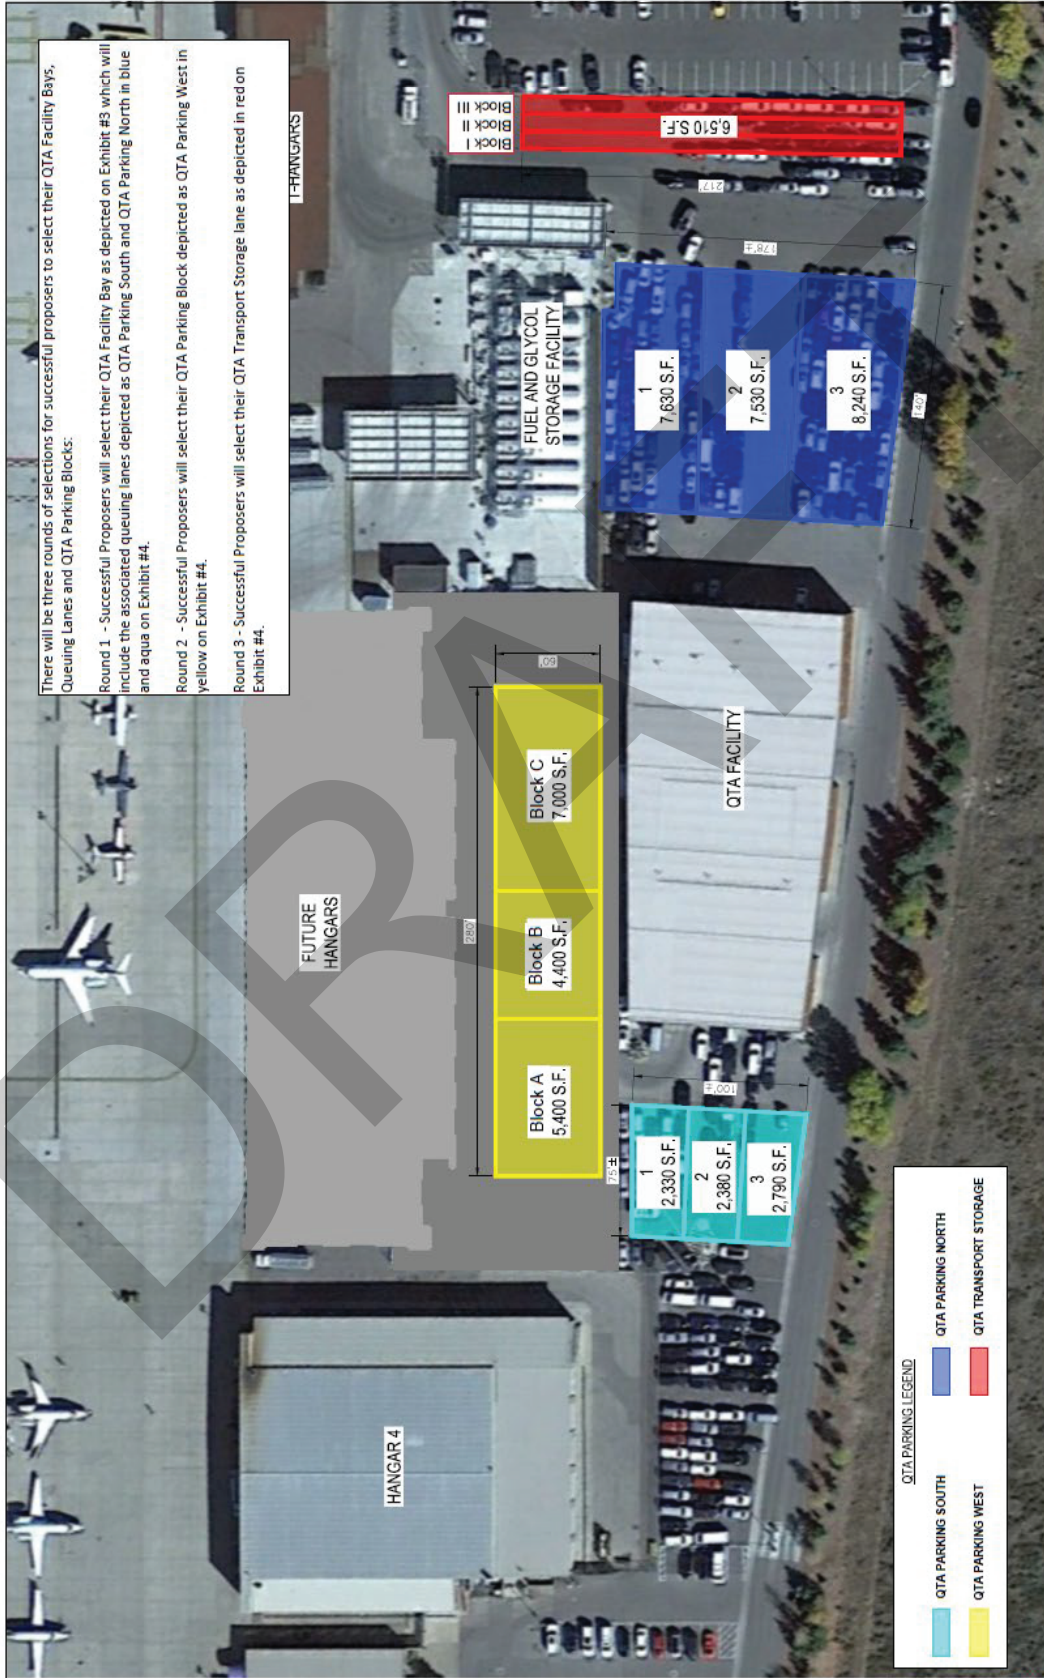 There will be three rounds of selections for successful proposers to select their QTA Facility Bays,
Queuing Lanes and QTA Parking Blocks:
Round 1 - Successful Proposers will select their QTA Facility Bay as depicted on Exhibit #3 which will
include the associated queuing lanes depicted as QTA Parking South and QTA Parking North in blue
and aqua on Exhibit #4.
Round 2 - Successful Proposers will select their QTA Parking Block depicted as QTA Parking West in
yellow on Exhibit #4.
Round 3 - Successful Proposers will select their QTA Transport Storage lane as depicted in red on
Exhibit #4.
T-HANGARS
Block I
Block II
Block III
6,510 S.F.
217'
178'±
FUEL AND GLYCOL
STORAGE FACILITY
1
7,630 S.F.
2
7,530 S.F.
3
8,240 S.F.
140'
FUTURE
HANGARS
280'
60'
Block A
5,400 S.F.
Block B
4,400 S.F.
Block C
7,000 S.F.
QTA FACILITY
75'±
100'±
1
2,330 S.F.
2
2,380 S.F.
3
2,790 S.F.
HANGAR 4
QTA PARKING LEGEND
QTA PARKING SOUTH
QTA PARKING NORTH
QTA PARKING WEST
QTA TRANSPORT STORAGE
DRAFT